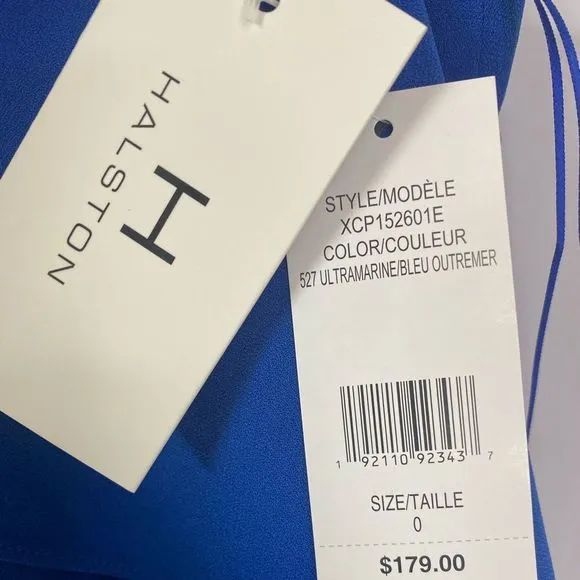 H
HALSTON
STYLE/MODÈLE
XCP152601E
COLOR/COULEUR
527 ULTRAMARINE/BLEU OUTREMER
1 92110 92343 7
SIZE/TAILLE
0
$179.00